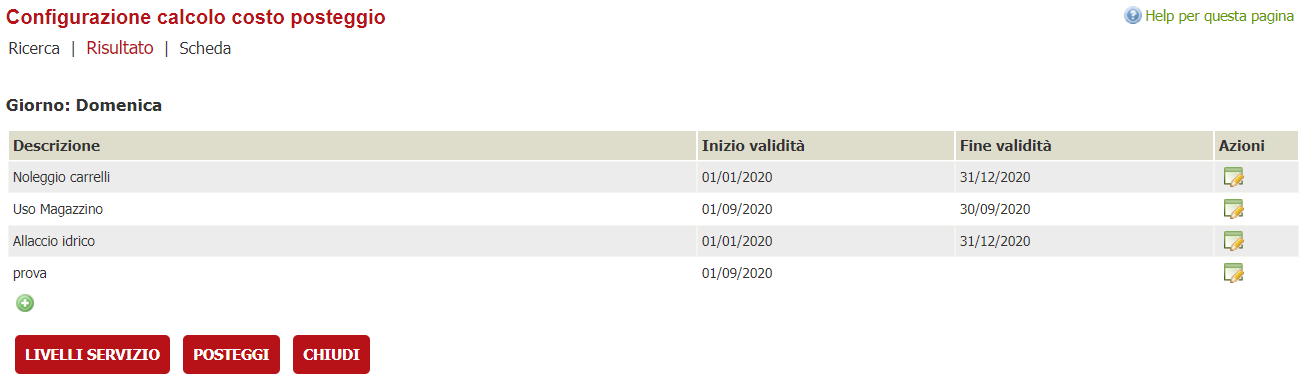 Configurazione calcolo costo posteggio
Help per questa pagina
Ricerca | Risultato | Scheda
Giorno: Domenica
Descrizione Inizio validità Fine validità Azioni
Noleggio carrelli 01/01/2020 31/12/2020
Uso Magazzino 01/09/2020 30/09/2020
Allaccio idrico 01/01/2020 31/12/2020
prova 01/09/2020
LIVELLI SERVIZIO POSTEGGI CHIUDI